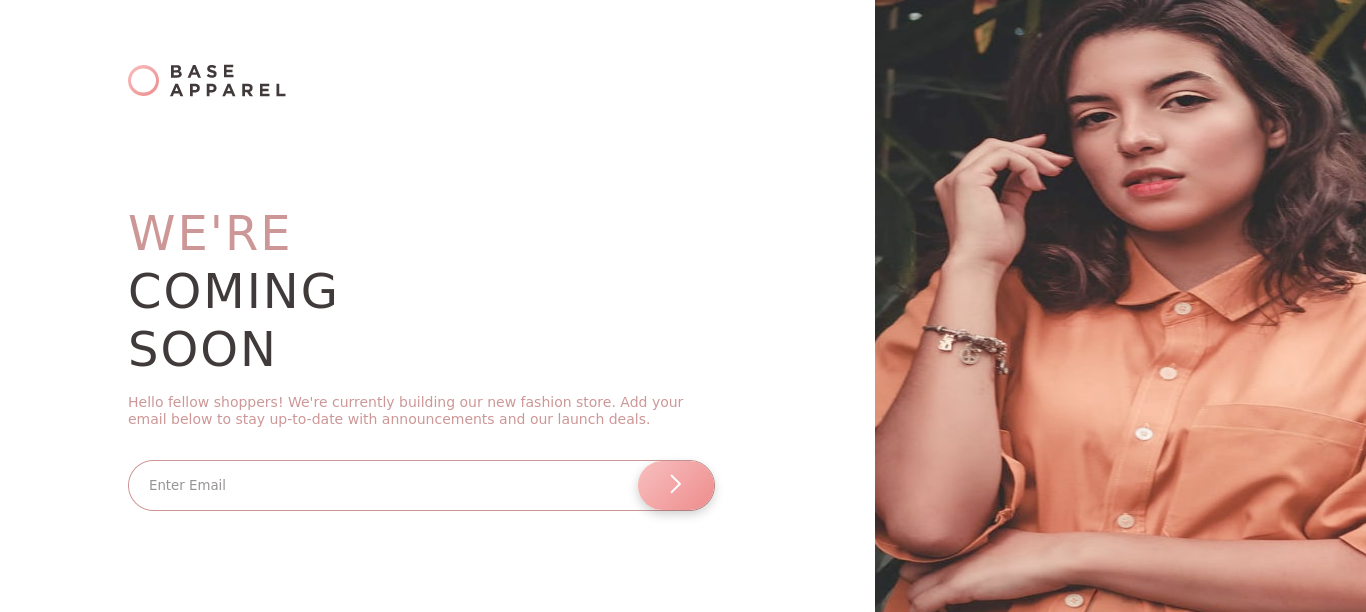 BASE
APPAREL
WE'RE
COMING
SOON
Hello fellow shoppers! We're currently building our new fashion store. Add your
email below to stay up-to-date with announcements and our launch deals.
Enter Email